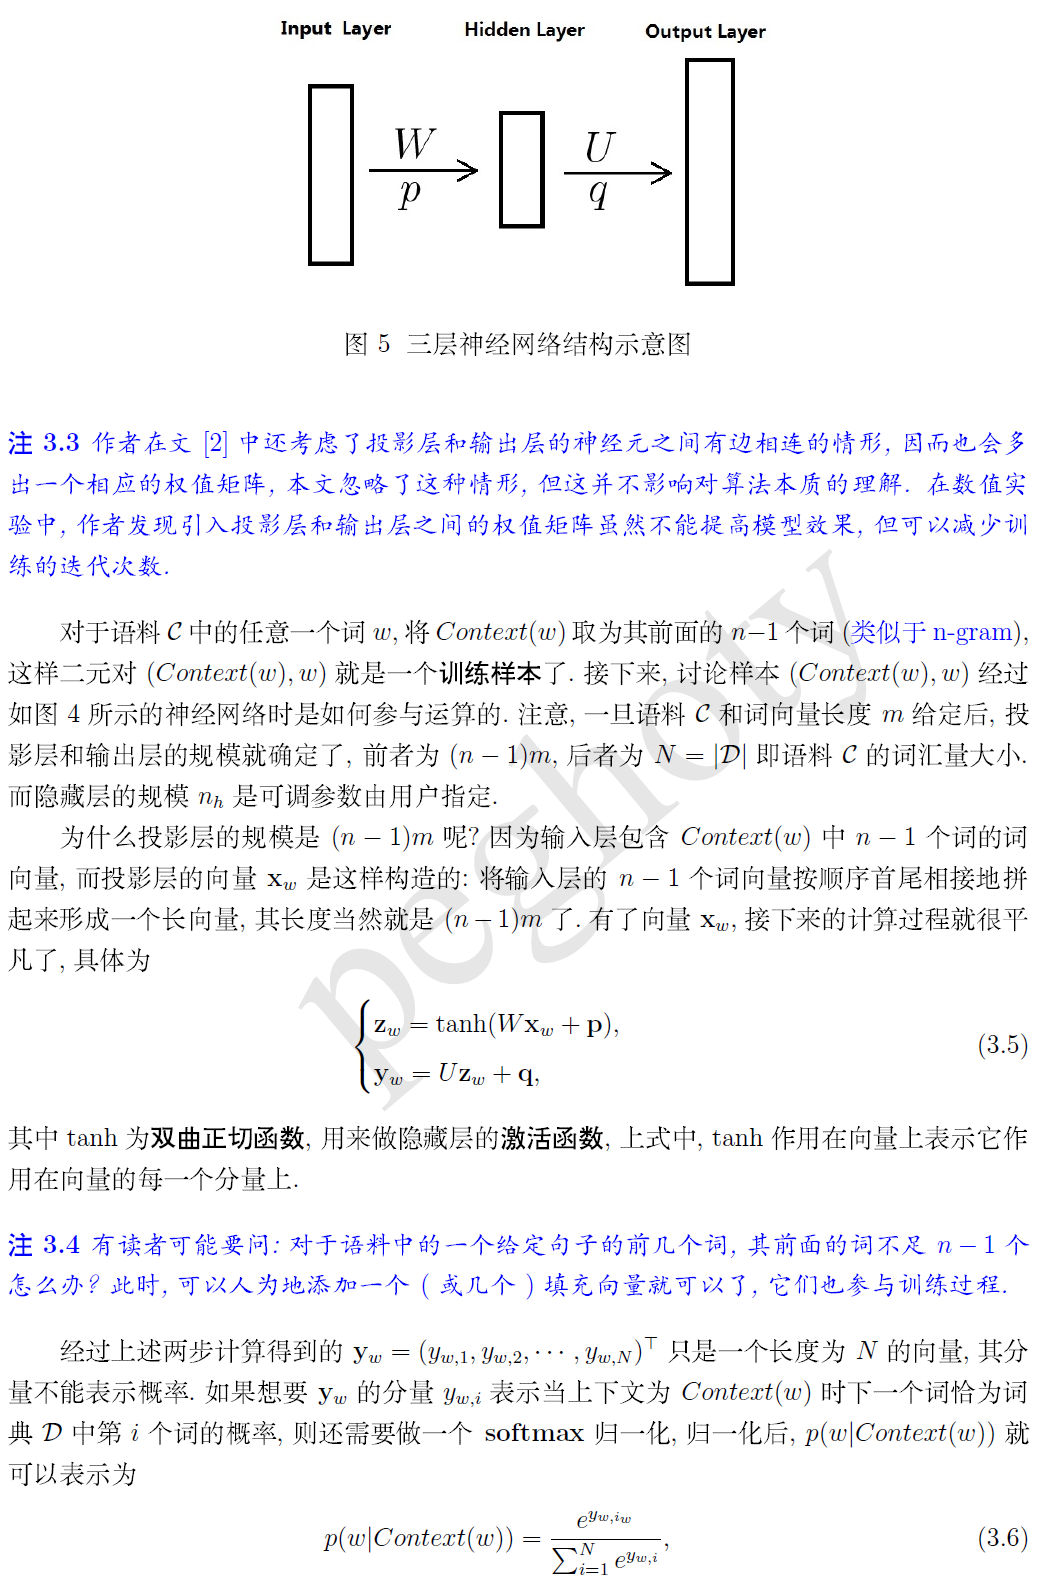 Input Layer Hidden Layer Output Layer
W U
p q
图 5 三层神经网络结构示意图
注 3.3 作者在文 [2] 中还考虑了投影层和输出层的神经元之间有边相连的情形, 因而也会多
出一个相应的权值矩阵, 本文忽略了这种情形, 但这并不影响对算法本质的理解. 在数值实
验中, 作者发现引入投影层和输出层之间的权值矩阵虽然不能提高模型效果, 但可以减少训
练的迭代次数.
对于语料 C 中的任意一个词 w, 将 Context(w) 取为其前面的 n−1 个词 (类似于 n-gram),
这样二元对 (Context(w), w) 就是一个训练样本了. 接下来, 讨论样本 (Context(w), w) 经过
如图 4 所示的神经网络时是如何参与运算的. 注意, 一旦语料 C 和词向量长度 m 给定后, 投
影层和输出层的规模就确定了, 前者为 (n − 1)m, 后者为 N = |D| 即语料 C 的词汇量大小.
而隐藏层的规模 n_h 是可调参数由用户指定.
为什么投影层的规模是 (n − 1)m 呢? 因为输入层包含 Context(w) 中 n − 1 个词的词
向量, 而投影层的向量 x_w 是这样构造的: 将输入层的 n − 1 个词向量按顺序首尾相接地拼
起来形成一个长向量, 其长度当然就是 (n − 1)m 了. 有了向量 x_w, 接下来的计算过程就很平
凡了, 具体为
z_w = tanh(Wx_w + p),
y_w = Uz_w + q,
(3.5)
其中 tanh 为双曲正切函数, 用来做隐藏层的激活函数, 上式中, tanh 作用在向量上表示它作
用在向量的每一个分量上.
注 3.4 有读者可能要问: 对于语料中的一个给定句子的前几个词, 其前面的词不足 n − 1 个
怎么办? 此时, 可以人为地添加一个 ( 或几个 ) 填充向量就可以了, 它们也参与训练过程.
经过上述两步计算得到的 y_w = (y_{w,1}, y_{w,2}, ⋯ , y_{w,N})^⊤ 只是一个长度为 N 的向量, 其分
量不能表示概率. 如果想要 y_w 的分量 y_{w,i} 表示当上下文为 Context(w) 时下一个词恰为词
典 D 中第 i 个词的概率, 则还需要做一个 softmax 归一化, 归一化后, p(w|Context(w)) 就
可以表示为
p(w|Context(w)) = e^{y_{w,i_w}} / ∑_{i=1}^{N} e^{y_{w,i}}, (3.6)
peghoty